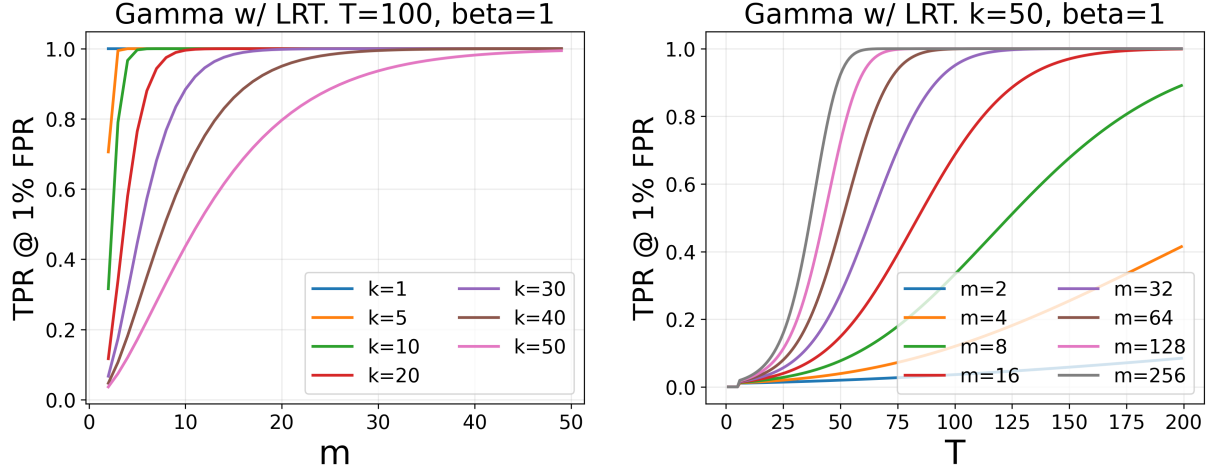 Gamma w/ LRT. T=100, beta=1
TPR @ 1% FPR
1.0
0.8
0.6
0.4
0.2
0.0
0 10 20 30 40 50
m
k=1 k=30
k=5 k=40
k=10 k=50
k=20
Gamma w/ LRT. k=50, beta=1
TPR @ 1% FPR
1.0
0.8
0.6
0.4
0.2
0.0
0 25 50 75 100 125 150 175 200
T
m=2 m=32
m=4 m=64
m=8 m=128
m=16 m=256